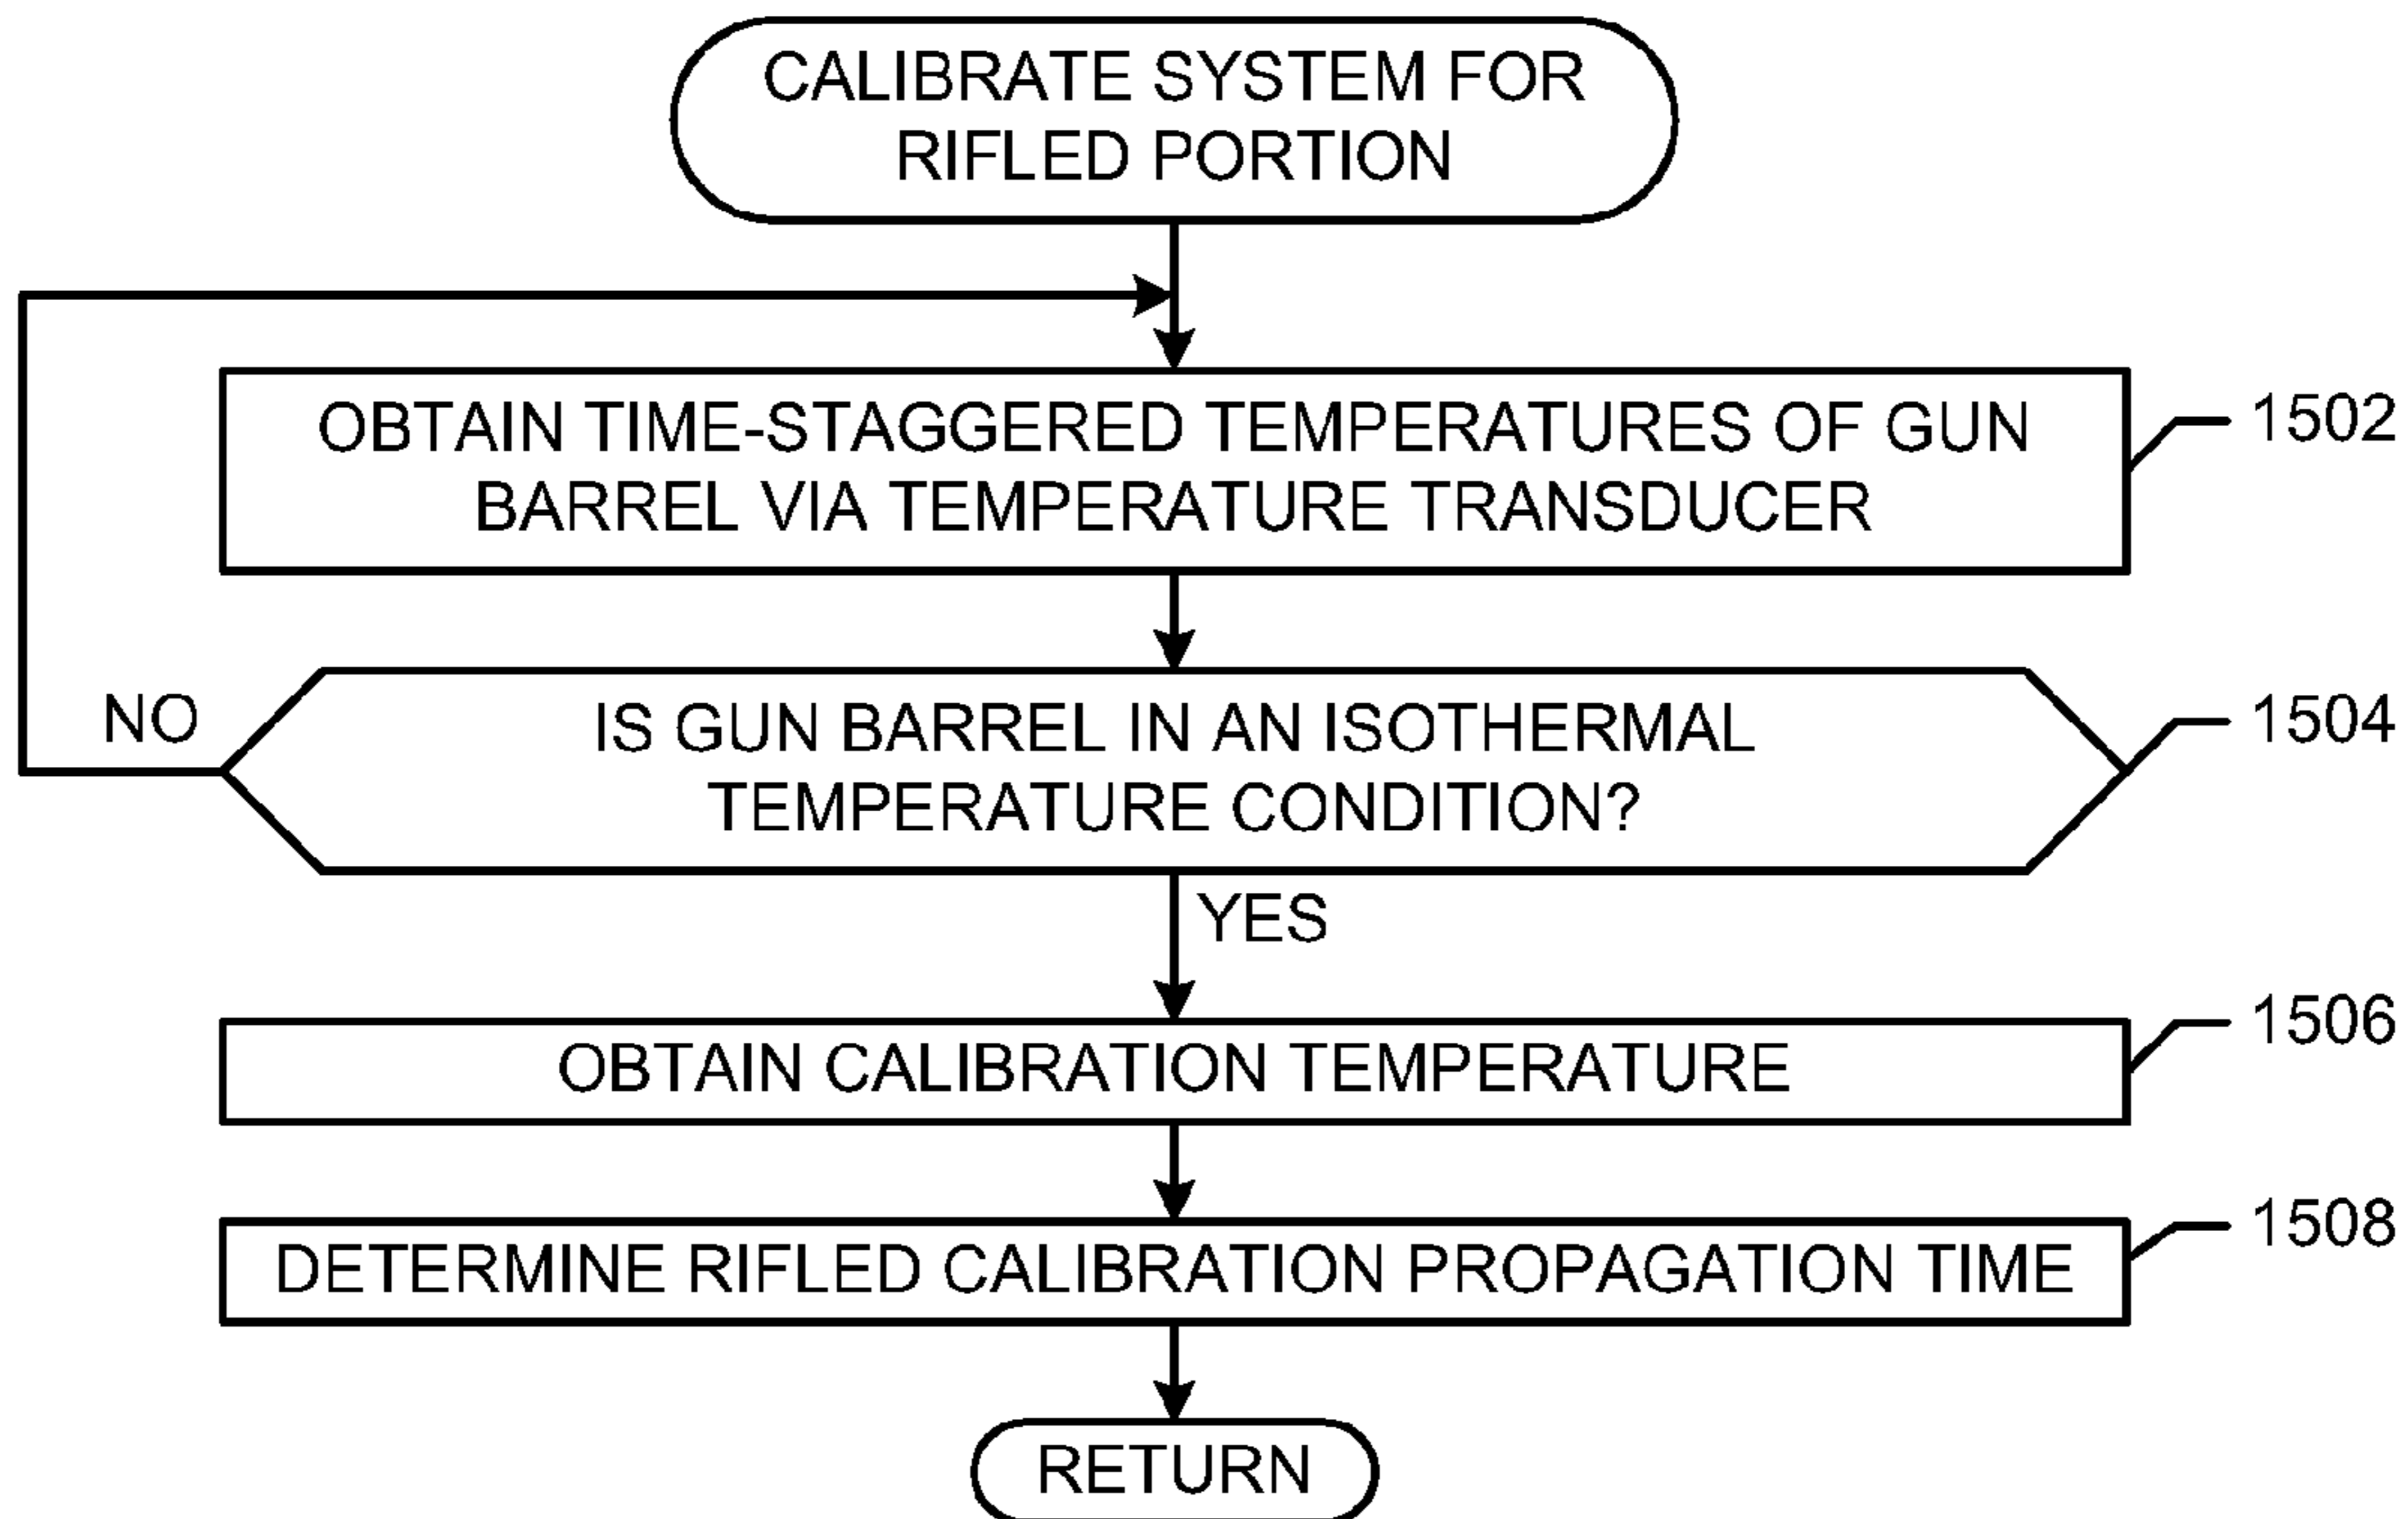 CALIBRATE SYSTEM FOR
RIFLED PORTION
OBTAIN TIME-STAGGERED TEMPERATURES OF GUN
BARREL VIA TEMPERATURE TRANSDUCER
1502
NO
IS GUN BARREL IN AN ISOTHERMAL
TEMPERATURE CONDITION?
1504
YES
OBTAIN CALIBRATION TEMPERATURE
1506
DETERMINE RIFLED CALIBRATION PROPAGATION TIME
1508
RETURN